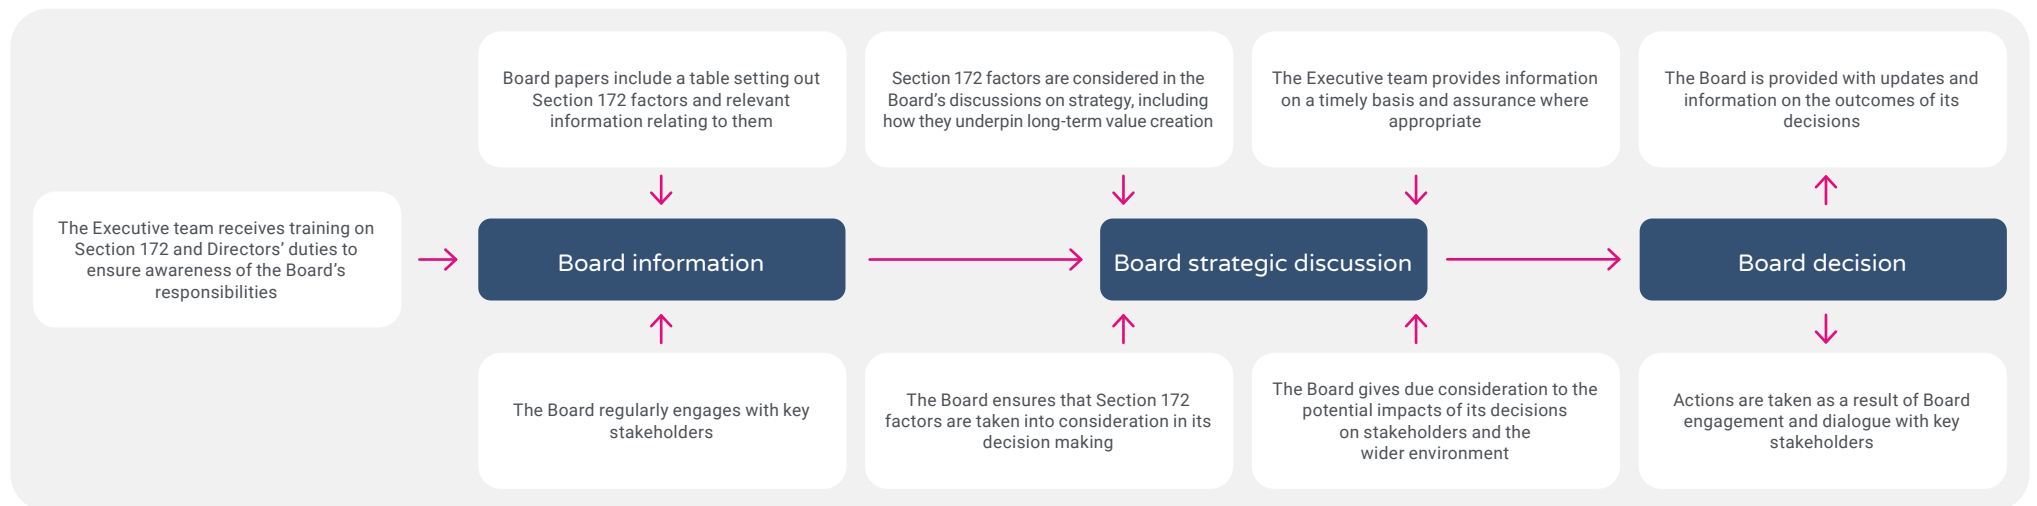 Board papers include a table setting out
Section 172 factors and relevant
information relating to them
Section 172 factors are considered in the
Board’s discussions on strategy, including
how they underpin long-term value creation
The Executive team provides information
on a timely basis and assurance where
appropriate
The Board is provided with updates and
information on the outcomes of its
decisions
The Executive team receives training on
Section 172 and Directors’ duties to
ensure awareness of the Board’s
responsibilities
Board information
Board strategic discussion
Board decision
The Board regularly engages with key
stakeholders
The Board ensures that Section 172
factors are taken into consideration in its
decision making
The Board gives due consideration to the
potential impacts of its decisions
on stakeholders and the
wider environment
Actions are taken as a result of Board
engagement and dialogue with key
stakeholders